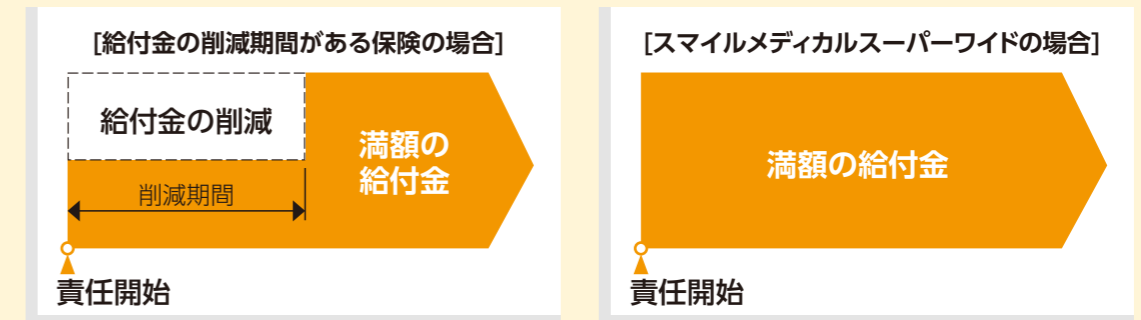 [給付金の削減期間がある保険の場合]
給付金の削減
満額の
給付金
削減期間
責任開始
[スマイルメディカルスーパーワイドの場合]
満額の給付金
責任開始